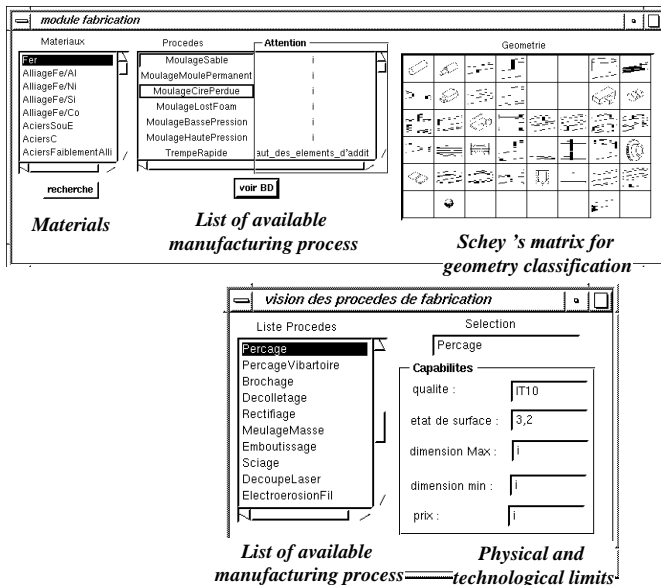 module fabrication
Materiaux
Procedes
Attention
Geometrie
Fer
AlliageFe/Al
AlliageFe/Ni
AlliageFe/Si
AlliageFe/Co
AciersSouE
AciersC
AciersFaiblementAlli
MoulageSable
i
MoulageMoulePermanent
i
MoulageCirePerdue
i
MoulageLostFoam
i
MoulageBassePression
i
MoulageHautePression
i
TrempeRapide
aut_des_elements_d'addit
recherche
voir BD
Materials
List of available
manufacturing process
Schey 's matrix for
geometry classification
vision des procedes de fabrication
Liste Procedes
Percage
PercageVibartoire
Brochage
Decolletage
Rectifiage
MeulageMasse
Emboutissage
Sciage
DecoupeLaser
ElectroerosionFil
Selection
Percage
Capabilites
qualite : IT10
etat de surface : 3,2
dimension Max : i
dimension min : i
prix : i
List of available
manufacturing process
Physical and
technological limits